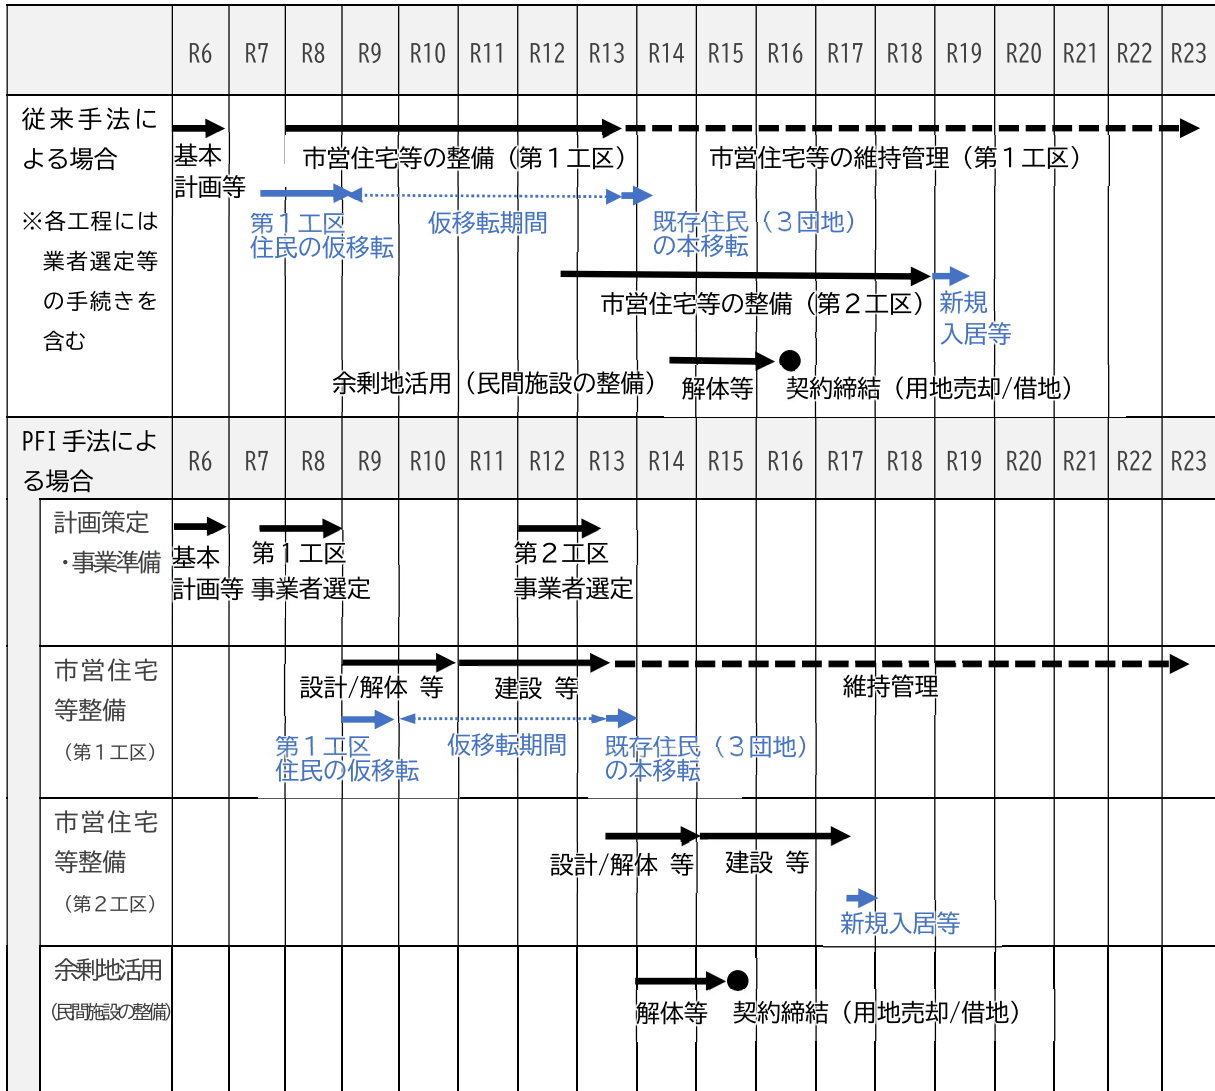 R6 R7 R8 R9 R10 R11 R12 R13 R14 R15 R16 R17 R18 R19 R20 R21 R22 R23
従来手法に
よる場合
※各工程には
業者選定等
の手続きを
含む
基本
計画等
市営住宅等の整備（第１工区）
市営住宅等の維持管理（第１工区）
第１工区
住民の仮移転
仮移転期間
既存住民（３団地）
の本移転
市営住宅等の整備（第２工区）
新規
入居等
余剰地活用（民間施設の整備）
解体等
契約締結（用地売却/借地）
PFI 手法によ
る場合
R6 R7 R8 R9 R10 R11 R12 R13 R14 R15 R16 R17 R18 R19 R20 R21 R22 R23
計画策定
・事業準備
基本
計画等
第１工区
事業者選定
第２工区
事業者選定
市営住宅
等整備
（第１工区）
設計/解体 等
建設 等
維持管理
第１工区
住民の仮移転
仮移転期間
既存住民（３団地）
の本移転
市営住宅
等整備
（第２工区）
設計/解体 等
建設 等
新規入居等
余剰地活用
（民間施設の整備）
解体等
契約締結（用地売却/借地）